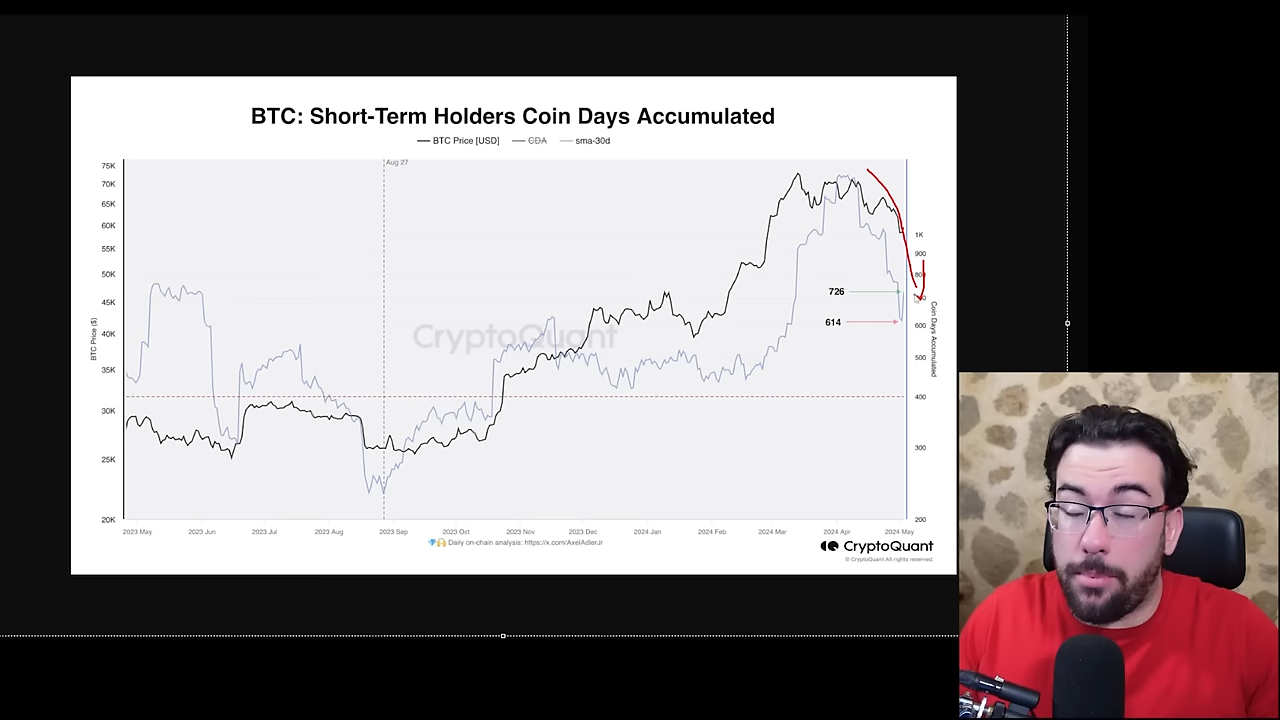 BTC: Short-Term Holders Coin Days Accumulated
BTC Price [USD] CDA sma-30d
Aug 27
75K
70K
65K
60K
55K
50K
45K
40K
35K
30K
25K
20K
BTC Price ($)
CryptoQuant
726
614
1K
900
600
500
400
300
200
Coin Days Accumulated
2023 May 2023 Jun 2023 Jul 2023 Aug 2023 Sep 2023 Oct 2023 Nov 2023 Dec 2024 Jan 2024 Feb 2024 Mar 2024 Apr 2024 May
Daily on-chain analysis: https://x.com/AxelAdlerJr
CryptoQuant
© CryptoQuant All rights reserved.